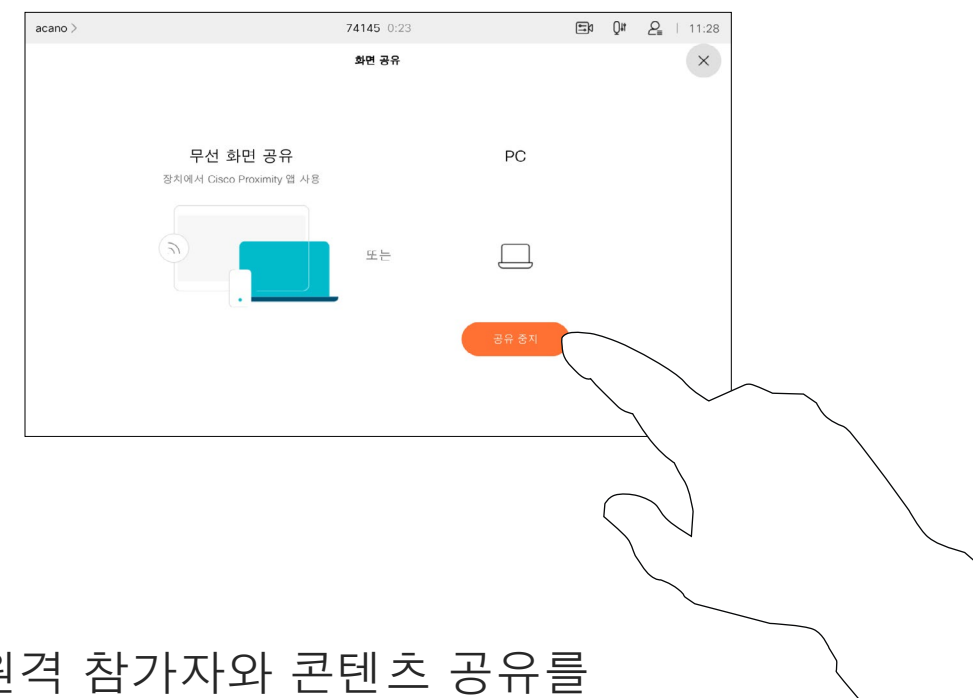 acano >
74145 0:23
11:28
화면 공유
무선 화면 공유
장치에서 Cisco Proximity 앱 사용
PC
또는
공유 중지
참가자와 콘텐츠 공유를